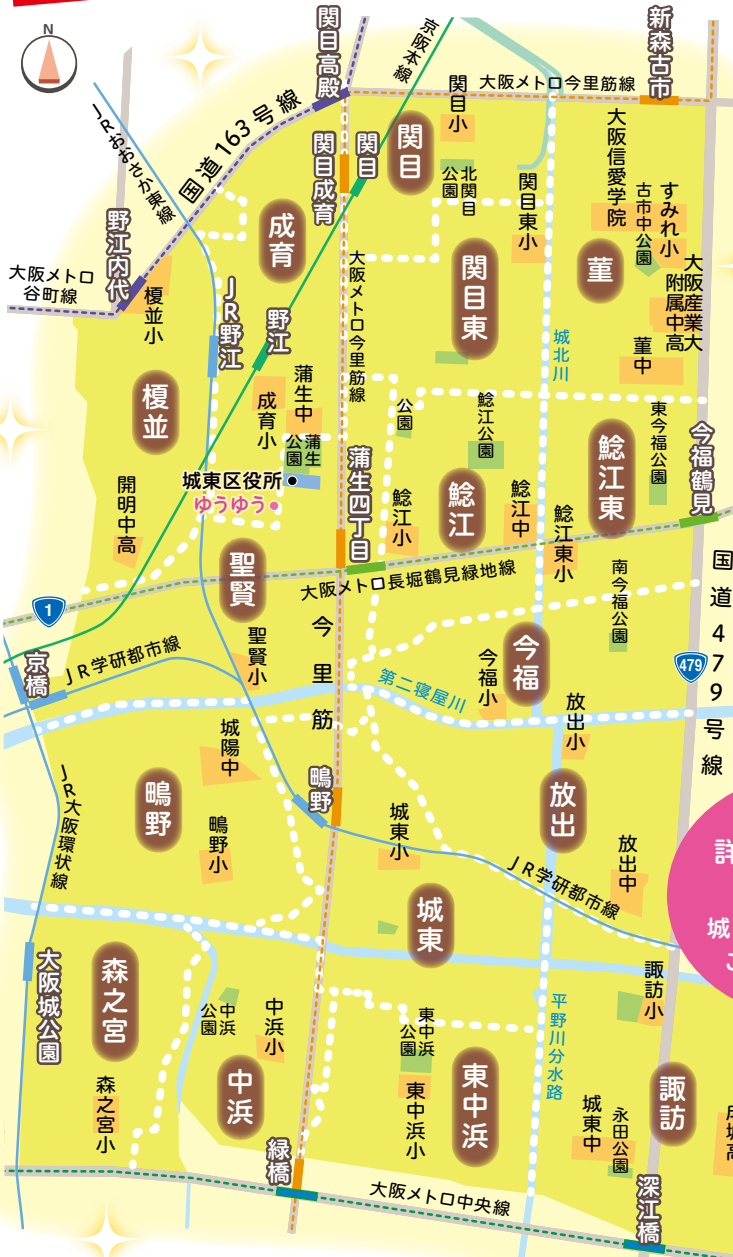 N
関目高殿
京阪本線
新森古市
大阪メトロ今里筋線
関目小
JRおおさか東線
国道163号線
関目成育
関目
関目
北関目
公園
関目東小
大阪信愛学院
すみれ小
古市中公園
野江内代
成育
大阪メトロ
谷町線
榎並小
JR野江
野江
大阪メトロ今里筋線
関目東
菫
大阪産業大
附属中高
城北川
菫中
榎並
蒲生中
成育小
蒲生
公園
公園
鯰江公園
東今福公園
今福鶴見
城東区役所
ゆうゆう
開明中高
蒲生四丁目
鯰江小
鯰江
鯰江中
鯰江東
鯰江東小
聖賢
大阪メトロ長堀鶴見緑地線
南今福公園
国道479号線
1
京橋
JR学研都市線
聖賢小
今里筋
今福
今福小
479
第二寝屋川
放出小
城陽中
JR大阪環状線
鴫野
鴫野小
鴫野
城東小
放出
放出中
JR学研都市線
詳
城
こ
城東
大阪城公園
森之宮
中浜
公園
中浜小
東中浜
公園
平野川分水路
諏訪小
森之宮小
中浜
東中浜小
東中浜
城東中
永田公園
諏訪
緑橋
大阪メトロ中央線
深江橋